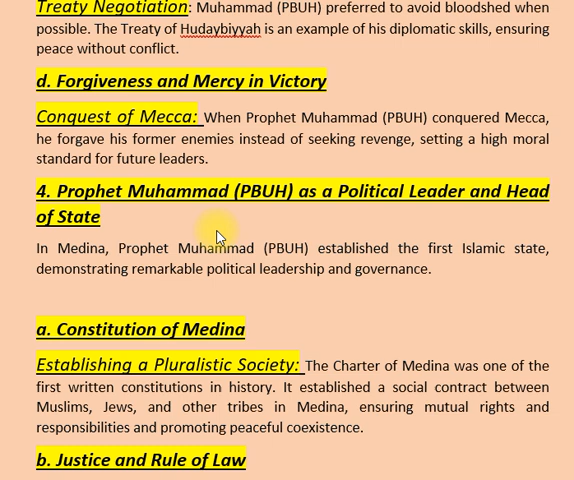 Treaty Negotiation: Muhammad (PBUH) preferred to avoid bloodshed when
possible. The Treaty of Hudaybiyyah is an example of his diplomatic skills, ensuring
peace without conflict.
d. Forgiveness and Mercy in Victory
Conquest of Mecca: When Prophet Muhammad (PBUH) conquered Mecca,
he forgave his former enemies instead of seeking revenge, setting a high moral
standard for future leaders.
4. Prophet Muhammad (PBUH) as a Political Leader and Head
of State
In Medina, Prophet Muhammad (PBUH) established the first Islamic state,
demonstrating remarkable political leadership and governance.
a. Constitution of Medina
Establishing a Pluralistic Society: The Charter of Medina was one of the
first written constitutions in history. It established a social contract between
Muslims, Jews, and other tribes in Medina, ensuring mutual rights and
responsibilities and promoting peaceful coexistence.
b. Justice and Rule of Law